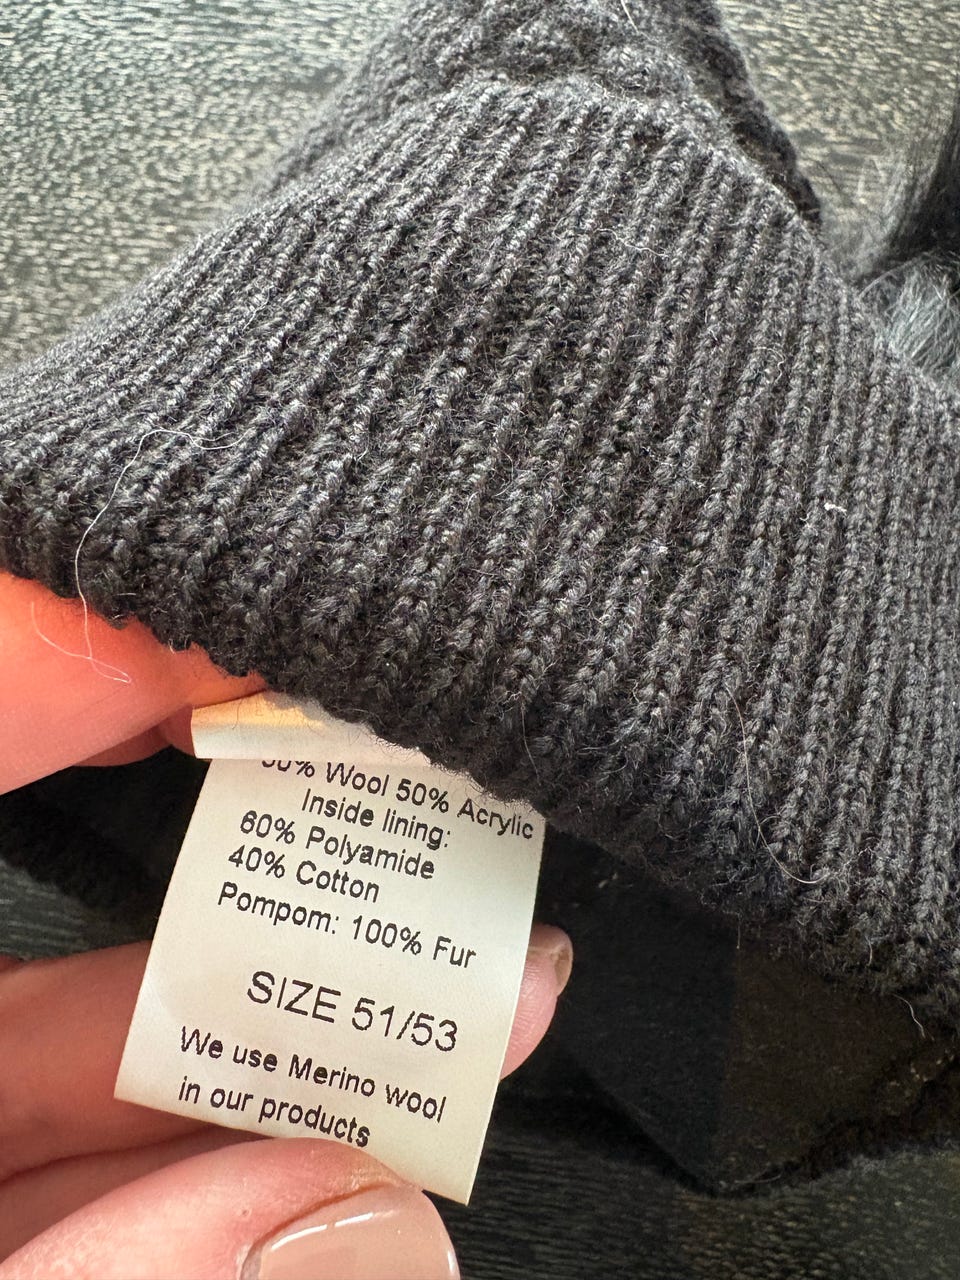 50% Wool 50% Acrylic
Inside lining:
60% Polyamide
40% Cotton
Pompom: 100% Fur
SIZE 51/53
We use Merino wool
in our products